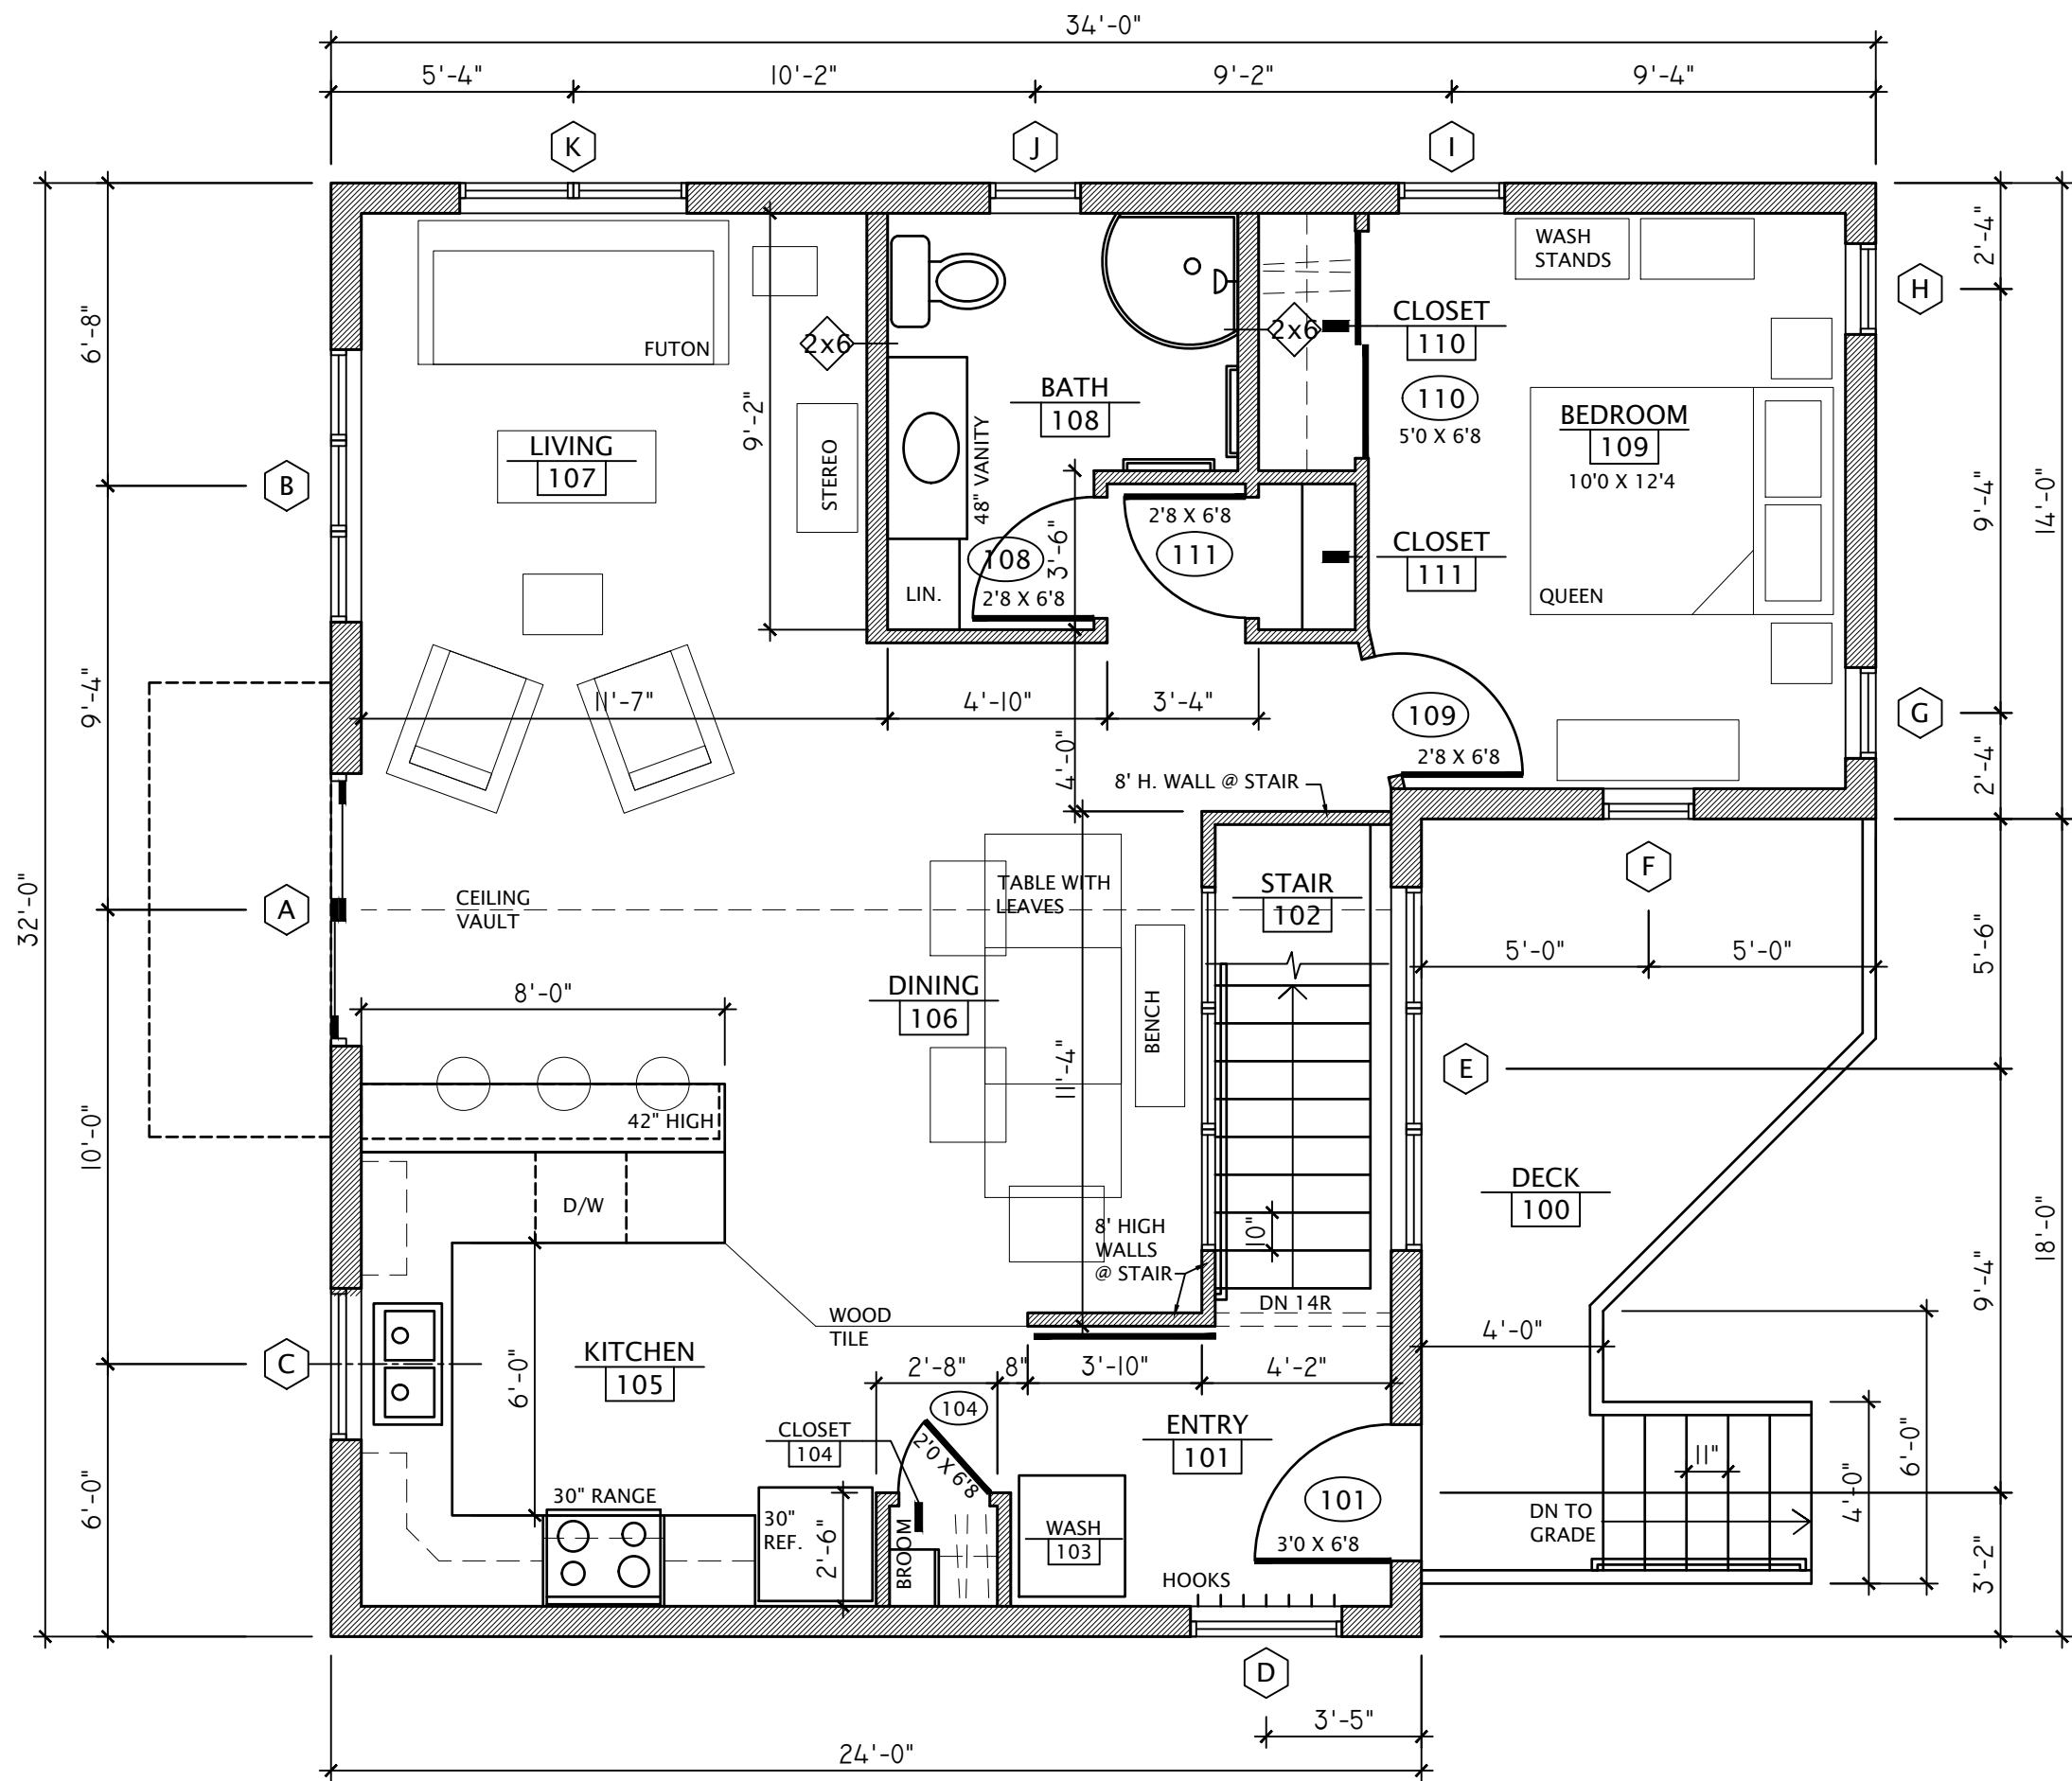 34'-0"
5'-4"
10'-2"
9'-2"
9'-4"
K
J
I
32'-0"
6'-8"
9'-4"
10'-0"
6'-0"
B
A
C
2'-4"
9'-4"
2'-4"
14'-0"
H
G
FUTON
2x6
2x6
LIVING
107
9'-2"
STEREO
BATH
108
48" VANITY
LIN.
108
2'8 X 6'8
3'-6"
2'8 X 6'8
111
WASH
STANDS
CLOSET
110
110
5'0 X 6'8
CLOSET
111
BEDROOM
109
10'0 X 12'4
QUEEN
109
2'8 X 6'8
11'-7"
4'-10"
3'-4"
4'-0"
8' H. WALL @ STAIR
CEILING
VAULT
TABLE WITH
LEAVES
STAIR
102
F
5'-0"
5'-0"
5'-6"
8'-0"
DINING
106
BENCH
11'-4"
E
42" HIGH
D/W
8' HIGH
WALLS
@ STAIR
10"
DN 14R
DECK
100
18'-0"
9'-4"
3'-2"
WOOD
TILE
KITCHEN
105
6'-0"
2'-8"
8"
3'-10"
4'-2"
4'-0"
104
CLOSET
104
2'0 X 6'8
ENTRY
101
101
3'0 X 6'8
11"
4'-0"
6'-0"
DN TO
GRADE
30" RANGE
30"
REF.
2'-6"
BROOM
WASH
103
HOOKS
D
3'-5"
24'-0"